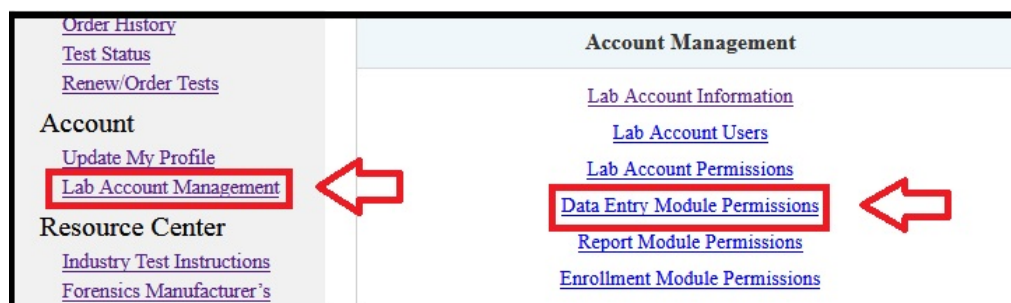 Order History
Test Status
Renew/Order Tests
Account
Update My Profile
Lab Account Management
Resource Center
Industry Test Instructions
Forensics Manufacturer's
Account Management
Lab Account Information
Lab Account Users
Lab Account Permissions
Data Entry Module Permissions
Report Module Permissions
Enrollment Module Permissions